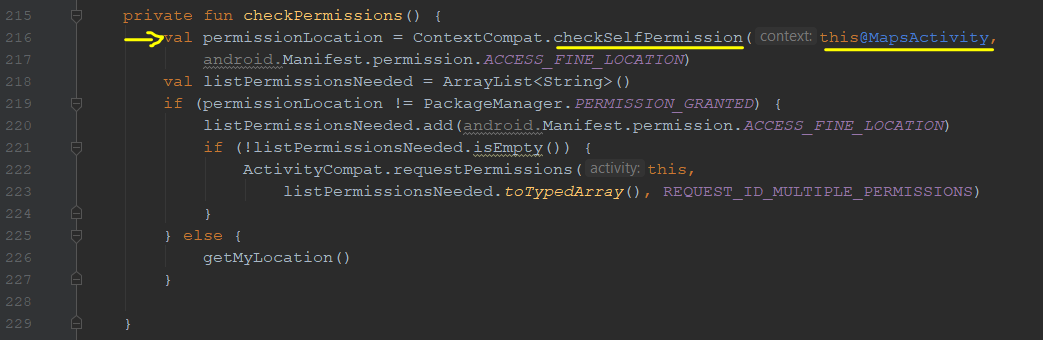 215 private fun checkPermissions() {
216 val permissionLocation = ContextCompat.checkSelfPermission( context: this@MapsActivity,
217 android.Manifest.permission.ACCESS_FINE_LOCATION)
218 val listPermissionsNeeded = ArrayList<String>()
219 if (permissionLocation != PackageManager.PERMISSION_GRANTED) {
220 listPermissionsNeeded.add(android.Manifest.permission.ACCESS_FINE_LOCATION)
221 if (!listPermissionsNeeded.isEmpty()) {
222 ActivityCompat.requestPermissions( activity: this,
223 listPermissionsNeeded.toTypedArray(), REQUEST_ID_MULTIPLE_PERMISSIONS)
224 }
225 } else {
226 getMyLocation()
227 }
228
229 }